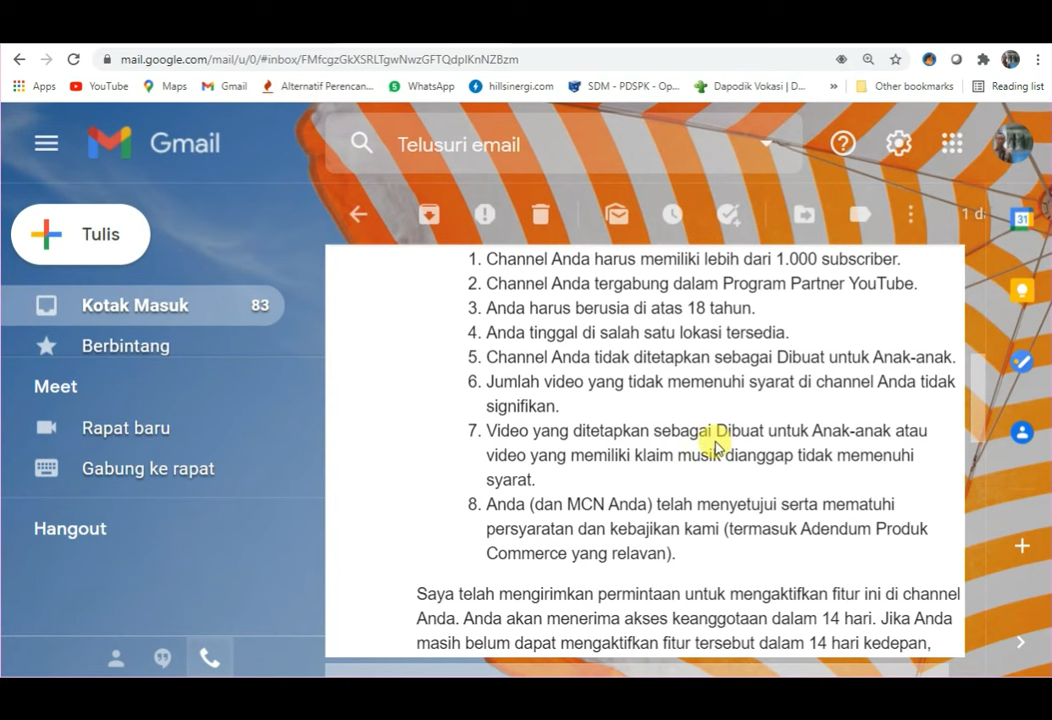 mail.google.com/mail/u/0/#inbox/FMfcgzGkXSRLTgwNwzGFTQdpIKnNZBzm
Apps YouTube Maps Gmail Alternatif Perencan... WhatsApp hillsinergi.com SDM - PDSPK - Op... Dapodik Vokasi | D... » Other bookmarks Reading list
Gmail
Telusuri email
Tulis
1 d
31
Kotak Masuk 83
Berbintang
Meet
Rapat baru
Gabung ke rapat
Hangout
1. Channel Anda harus memiliki lebih dari 1.000 subscriber.
2. Channel Anda tergabung dalam Program Partner YouTube.
3. Anda harus berusia di atas 18 tahun.
4. Anda tinggal di salah satu lokasi tersedia.
5. Channel Anda tidak ditetapkan sebagai Dibuat untuk Anak-anak.
6. Jumlah video yang tidak memenuhi syarat di channel Anda tidak
signifikan.
7. Video yang ditetapkan sebagai Dibuat untuk Anak-anak atau
video yang memiliki klaim musik dianggap tidak memenuhi
syarat.
8. Anda (dan MCN Anda) telah menyetujui serta mematuhi
persyaratan dan kebajikan kami (termasuk Adendum Produk
Commerce yang relavan).
Saya telah mengirimkan permintaan untuk mengaktifkan fitur ini di channel
Anda. Anda akan menerima akses keanggotaan dalam 14 hari. Jika Anda
masih belum dapat mengaktifkan fitur tersebut dalam 14 hari kedepan,